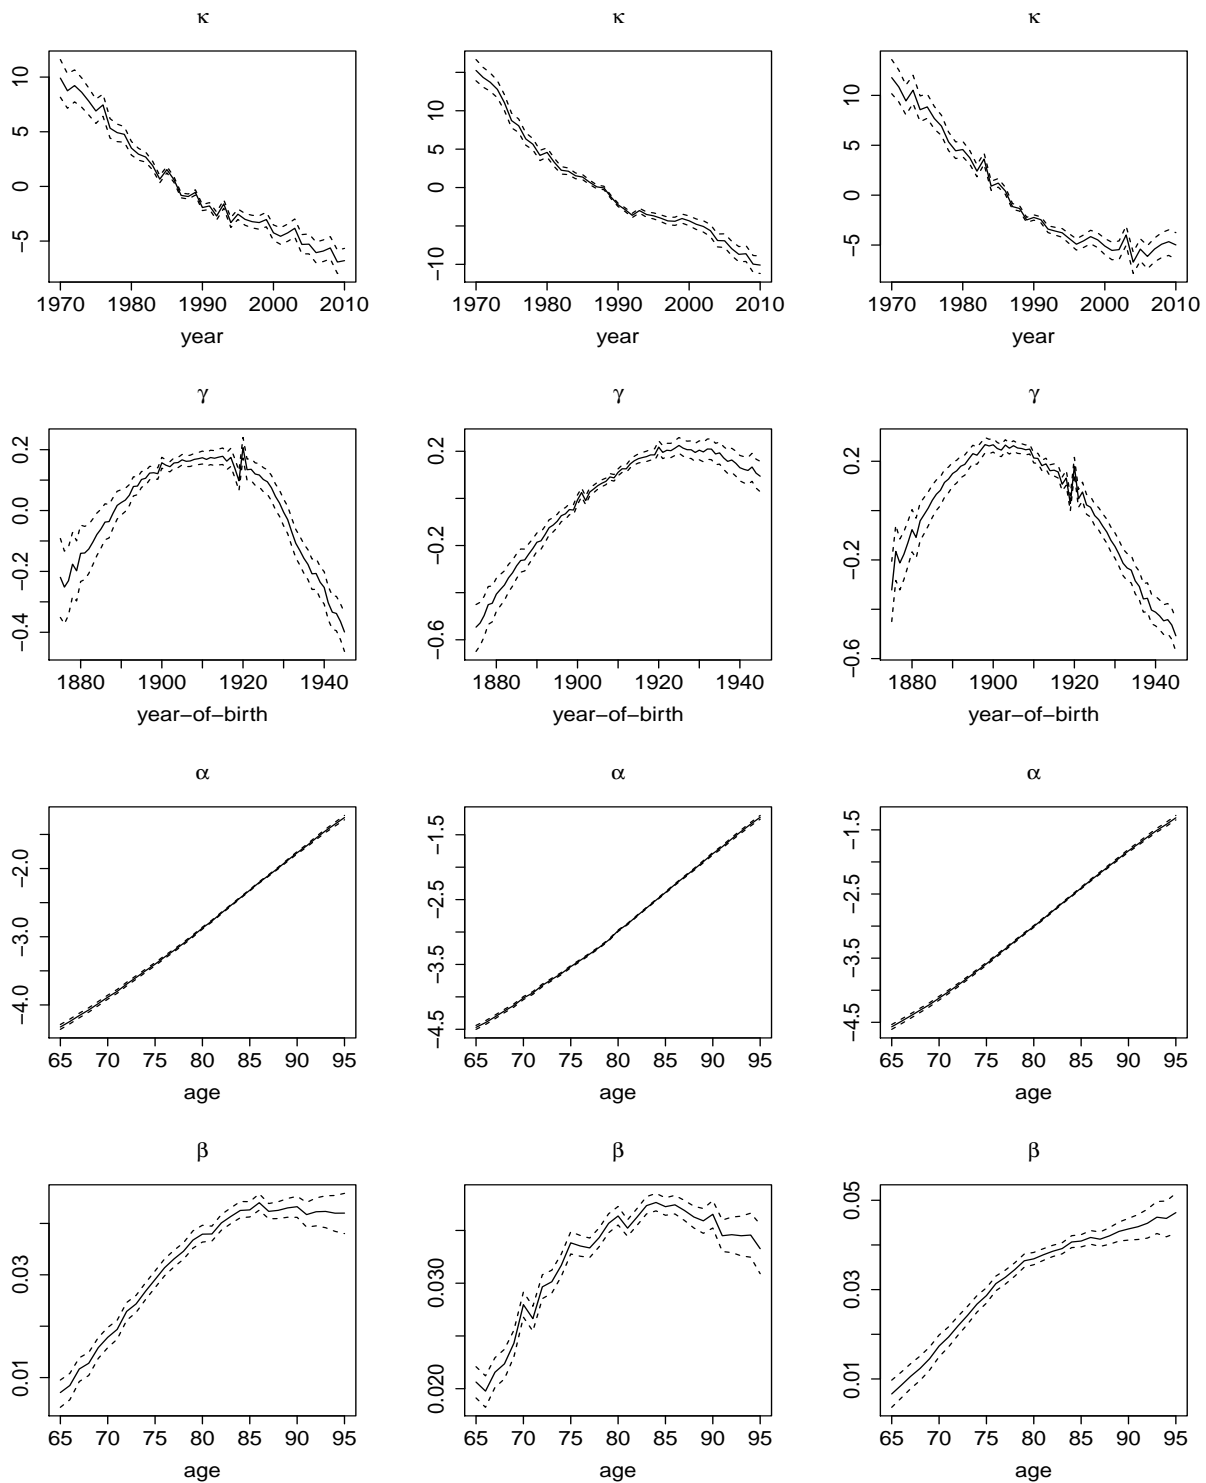 κ κ κ
10
5
0
−5
1970 1980 1990 2000 2010
year
10
5
0
−10
1970 1980 1990 2000 2010
year
10
5
0
−5
1970 1980 1990 2000 2010
year
γ γ γ
0.2
0.0
−0.2
−0.4
1880 1900 1920 1940
year−of−birth
0.2
−0.2
−0.6
1880 1900 1920 1940
year−of−birth
0.2
−0.2
−0.6
1880 1900 1920 1940
year−of−birth
α α α
−2.0
−3.0
−4.0
65 70 75 80 85 90 95
age
−1.5
−2.5
−3.5
−4.5
65 70 75 80 85 90 95
age
−1.5
−2.5
−3.5
−4.5
65 70 75 80 85 90 95
age
β β β
0.03
0.01
65 70 75 80 85 90 95
age
0.030
0.020
65 70 75 80 85 90 95
age
0.05
0.03
0.01
65 70 75 80 85 90 95
age